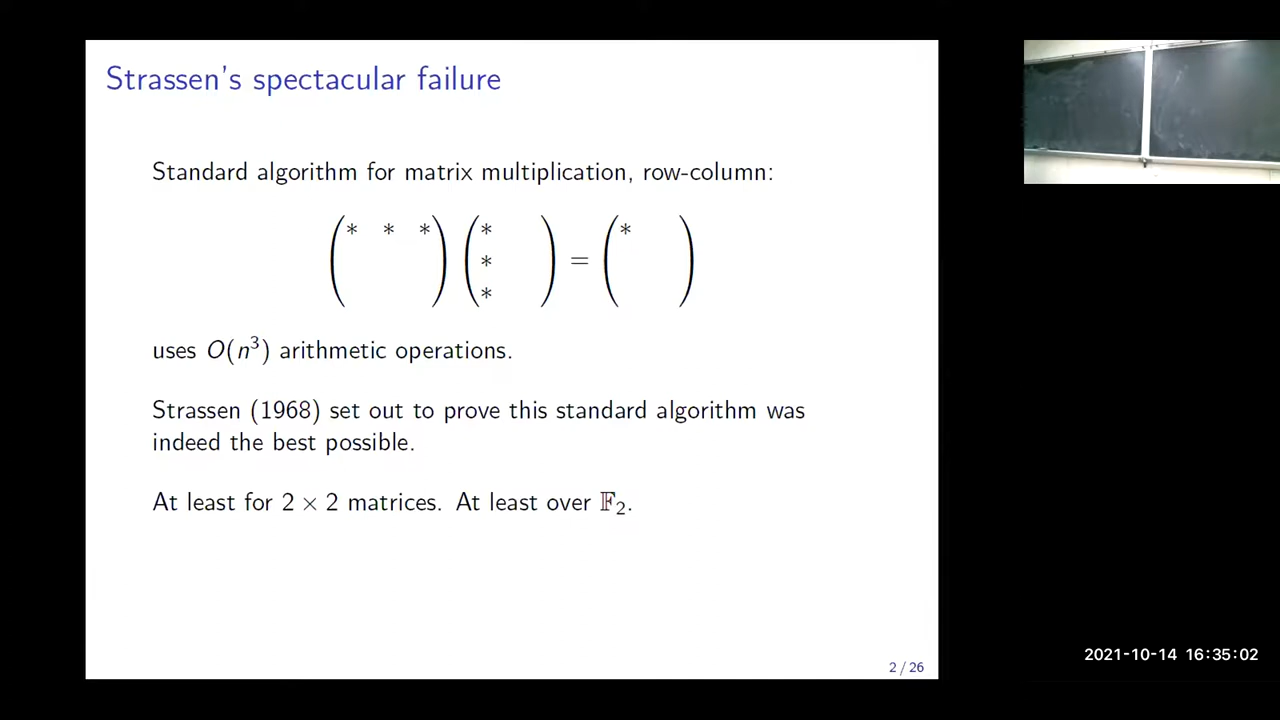 Strassen's spectacular failure
Standard algorithm for matrix multiplication, row-column:
(* * *) (* * *) = (*)
uses O(n³) arithmetic operations.
Strassen (1968) set out to prove this standard algorithm was
indeed the best possible.
At least for 2 × 2 matrices. At least over 𝔽₂.
2 / 26
2021-10-14 16:35:02